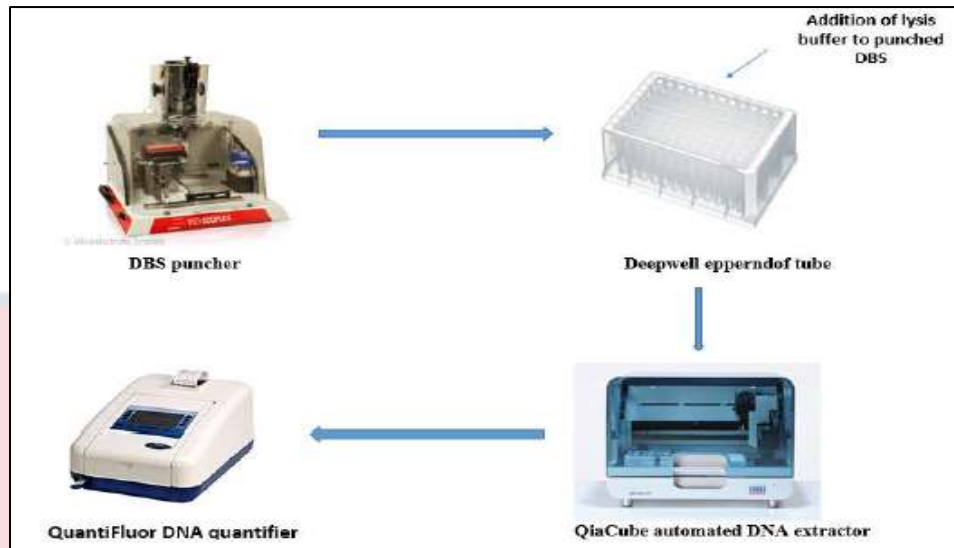 Addition of lysis
buffer to punched
DBS
DBS puncher
Deepwell epperndof tube
QuantiFluor DNA quantifier
QiaCube automated DNA extractor